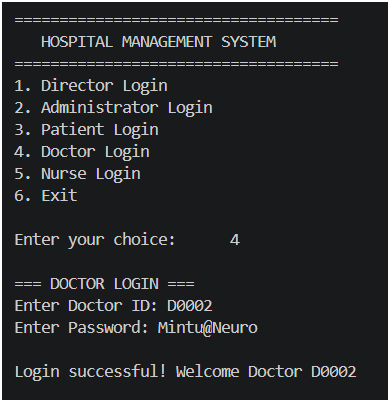 ====================================
HOSPITAL MANAGEMENT SYSTEM
====================================
1. Director Login
2. Administrator Login
3. Patient Login
4. Doctor Login
5. Nurse Login
6. Exit
Enter your choice: 4
=== DOCTOR LOGIN ===
Enter Doctor ID: D0002
Enter Password: Mintu@Neuro
Login successful! Welcome Doctor D0002